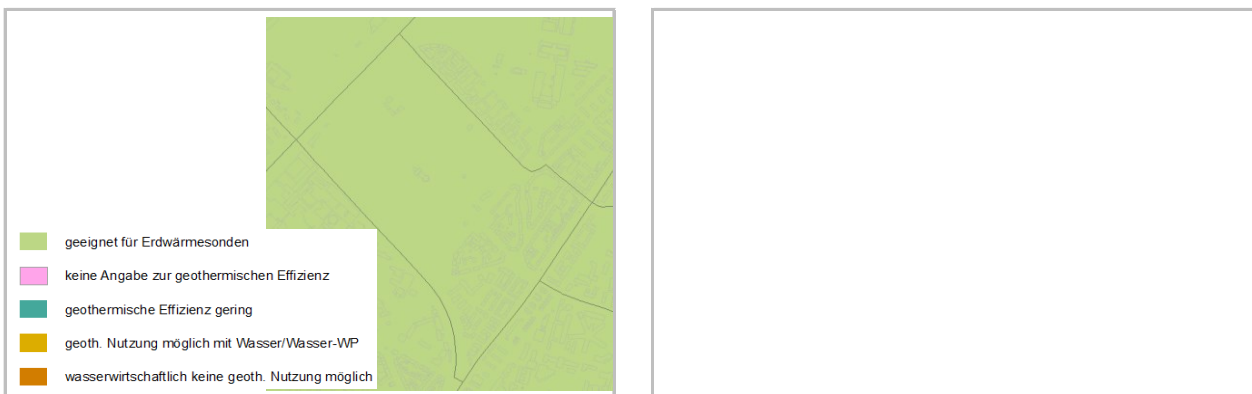 geeignet für Erdwärmesonden
keine Angabe zur geothermischen Effizienz
geothermische Effizienz gering
geoth. Nutzung möglich mit Wasser/Wasser-WP
wasserwirtschaftlich keine geoth. Nutzung möglich